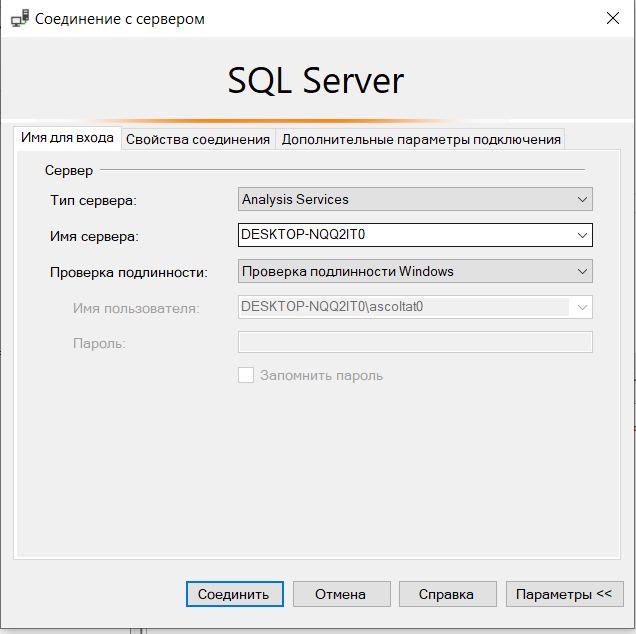 Соединение с сервером
SQL Server
Имя для входа Свойства соединения Дополнительные параметры подключения
Сервер
Тип сервера: Analysis Services
Имя сервера: DESKTOP-NQQ2IT0
Проверка подлинности: Проверка подлинности Windows
Имя пользователя: DESKTOP-NQQ2IT0\ascoltat0
Пароль:
Запомнить пароль
Соединить Отмена Справка Параметры <<